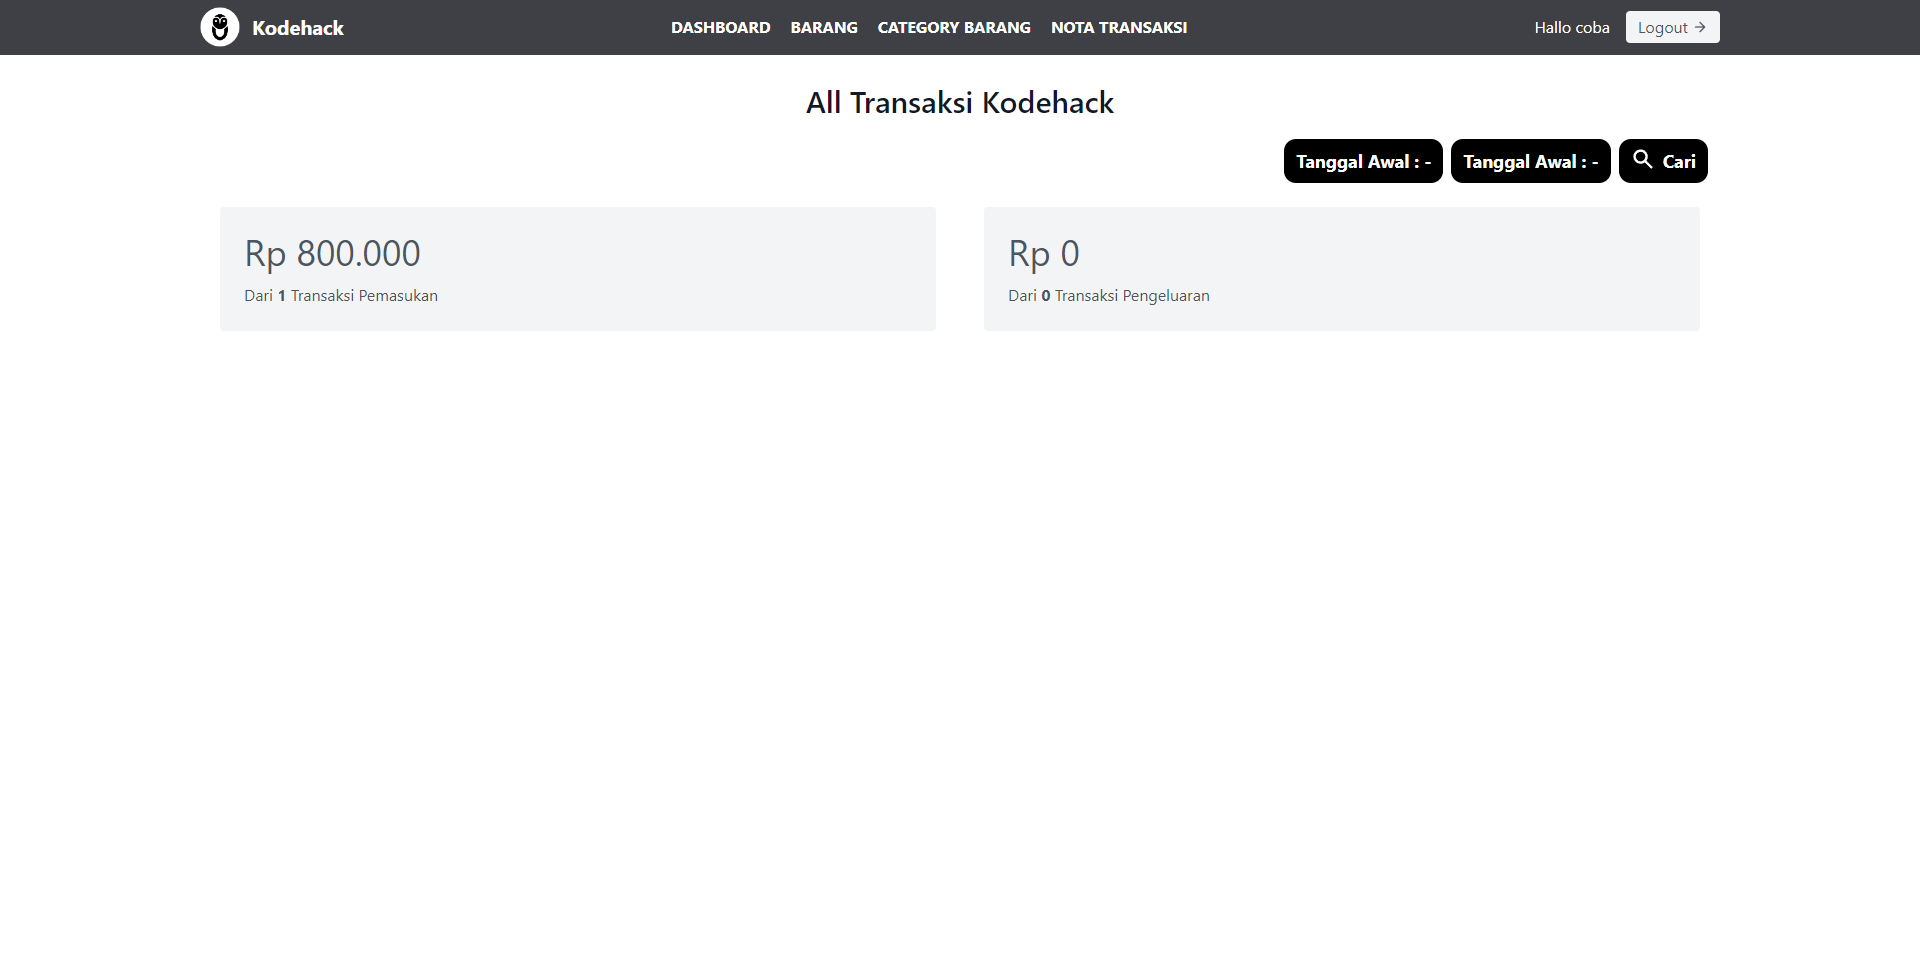 Kodehack
DASHBOARD BARANG CATEGORY BARANG NOTA TRANSAKSI
Hallo coba Logout
All Transaksi Kodehack
Tanggal Awal : - Tanggal Awal : - Cari
Rp 800.000
Dari 1 Transaksi Pemasukan
Rp 0
Dari 0 Transaksi Pengeluaran